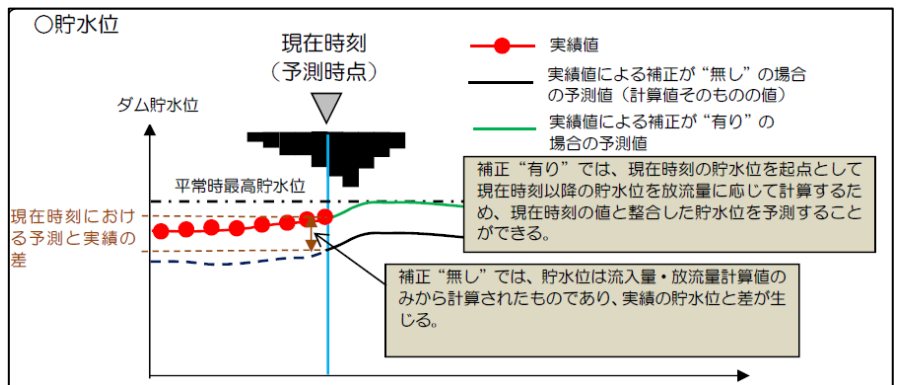 ○貯水位
現在時刻
（予測時点）
ダム貯水位
実績値
実績値による補正が“無し”の場合
の予測値（計算値そのものの値）
実績値による補正が“有り”の
場合の予測値
平常時最高貯水位
補正“有り”では、現在時刻の貯水位を起点として
現在時刻以降の貯水位を放流量に応じて計算するた
め、現在時刻の値と整合した貯水位を予測すること
ができる。
現在時刻におけ
る予測と実績の
差
補正“無し”では、貯水位は流入量・放流量計算値の
みから計算されたものであり、実績の貯水位と差が生
じる。